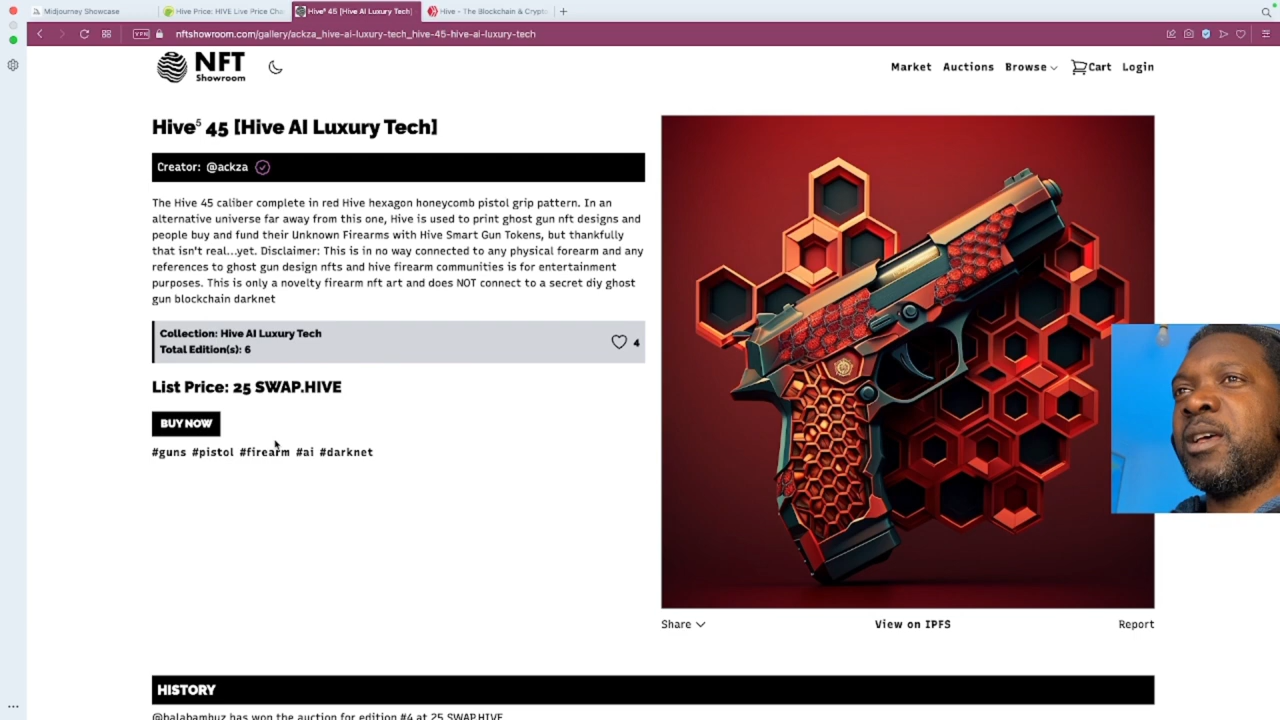 Midjourney Showcase
Hive Price: HIVE Live Price Cha
Hive⁵ 45 [Hive AI Luxury Tech]
Hive - The Blockchain & Crypto
VPN
nftshowroom.com/gallery/ackza_hive-ai-luxury-tech_hive-45-hive-ai-luxury-tech
NFT
Showroom
Market
Auctions
Browse
Cart
Login
Hive⁵ 45 [Hive AI Luxury Tech]
Creator: @ackza
The Hive 45 caliber complete in red Hive hexagon honeycomb pistol grip pattern. In an
alternative universe far away from this one, Hive is used to print ghost gun nft designs and
people buy and fund their Unknown Firearms with Hive Smart Gun Tokens, but thankfully
that isn't real...yet. Disclaimer: This is in no way connected to any physical forearm and any
references to ghost gun design nfts and hive firearm communities is for entertainment
purposes. This is only a novelty firearm nft art and does NOT connect to a secret diy ghost
gun blockchain darknet
Collection: Hive AI Luxury Tech
Total Edition(s): 6
4
List Price: 25 SWAP.HIVE
BUY NOW
#guns #pistol #firearm #ai #darknet
Share
View on IPFS
Report
HISTORY
@balabambuz has won the auction for edition #4 at 25 SWAP.HIVE